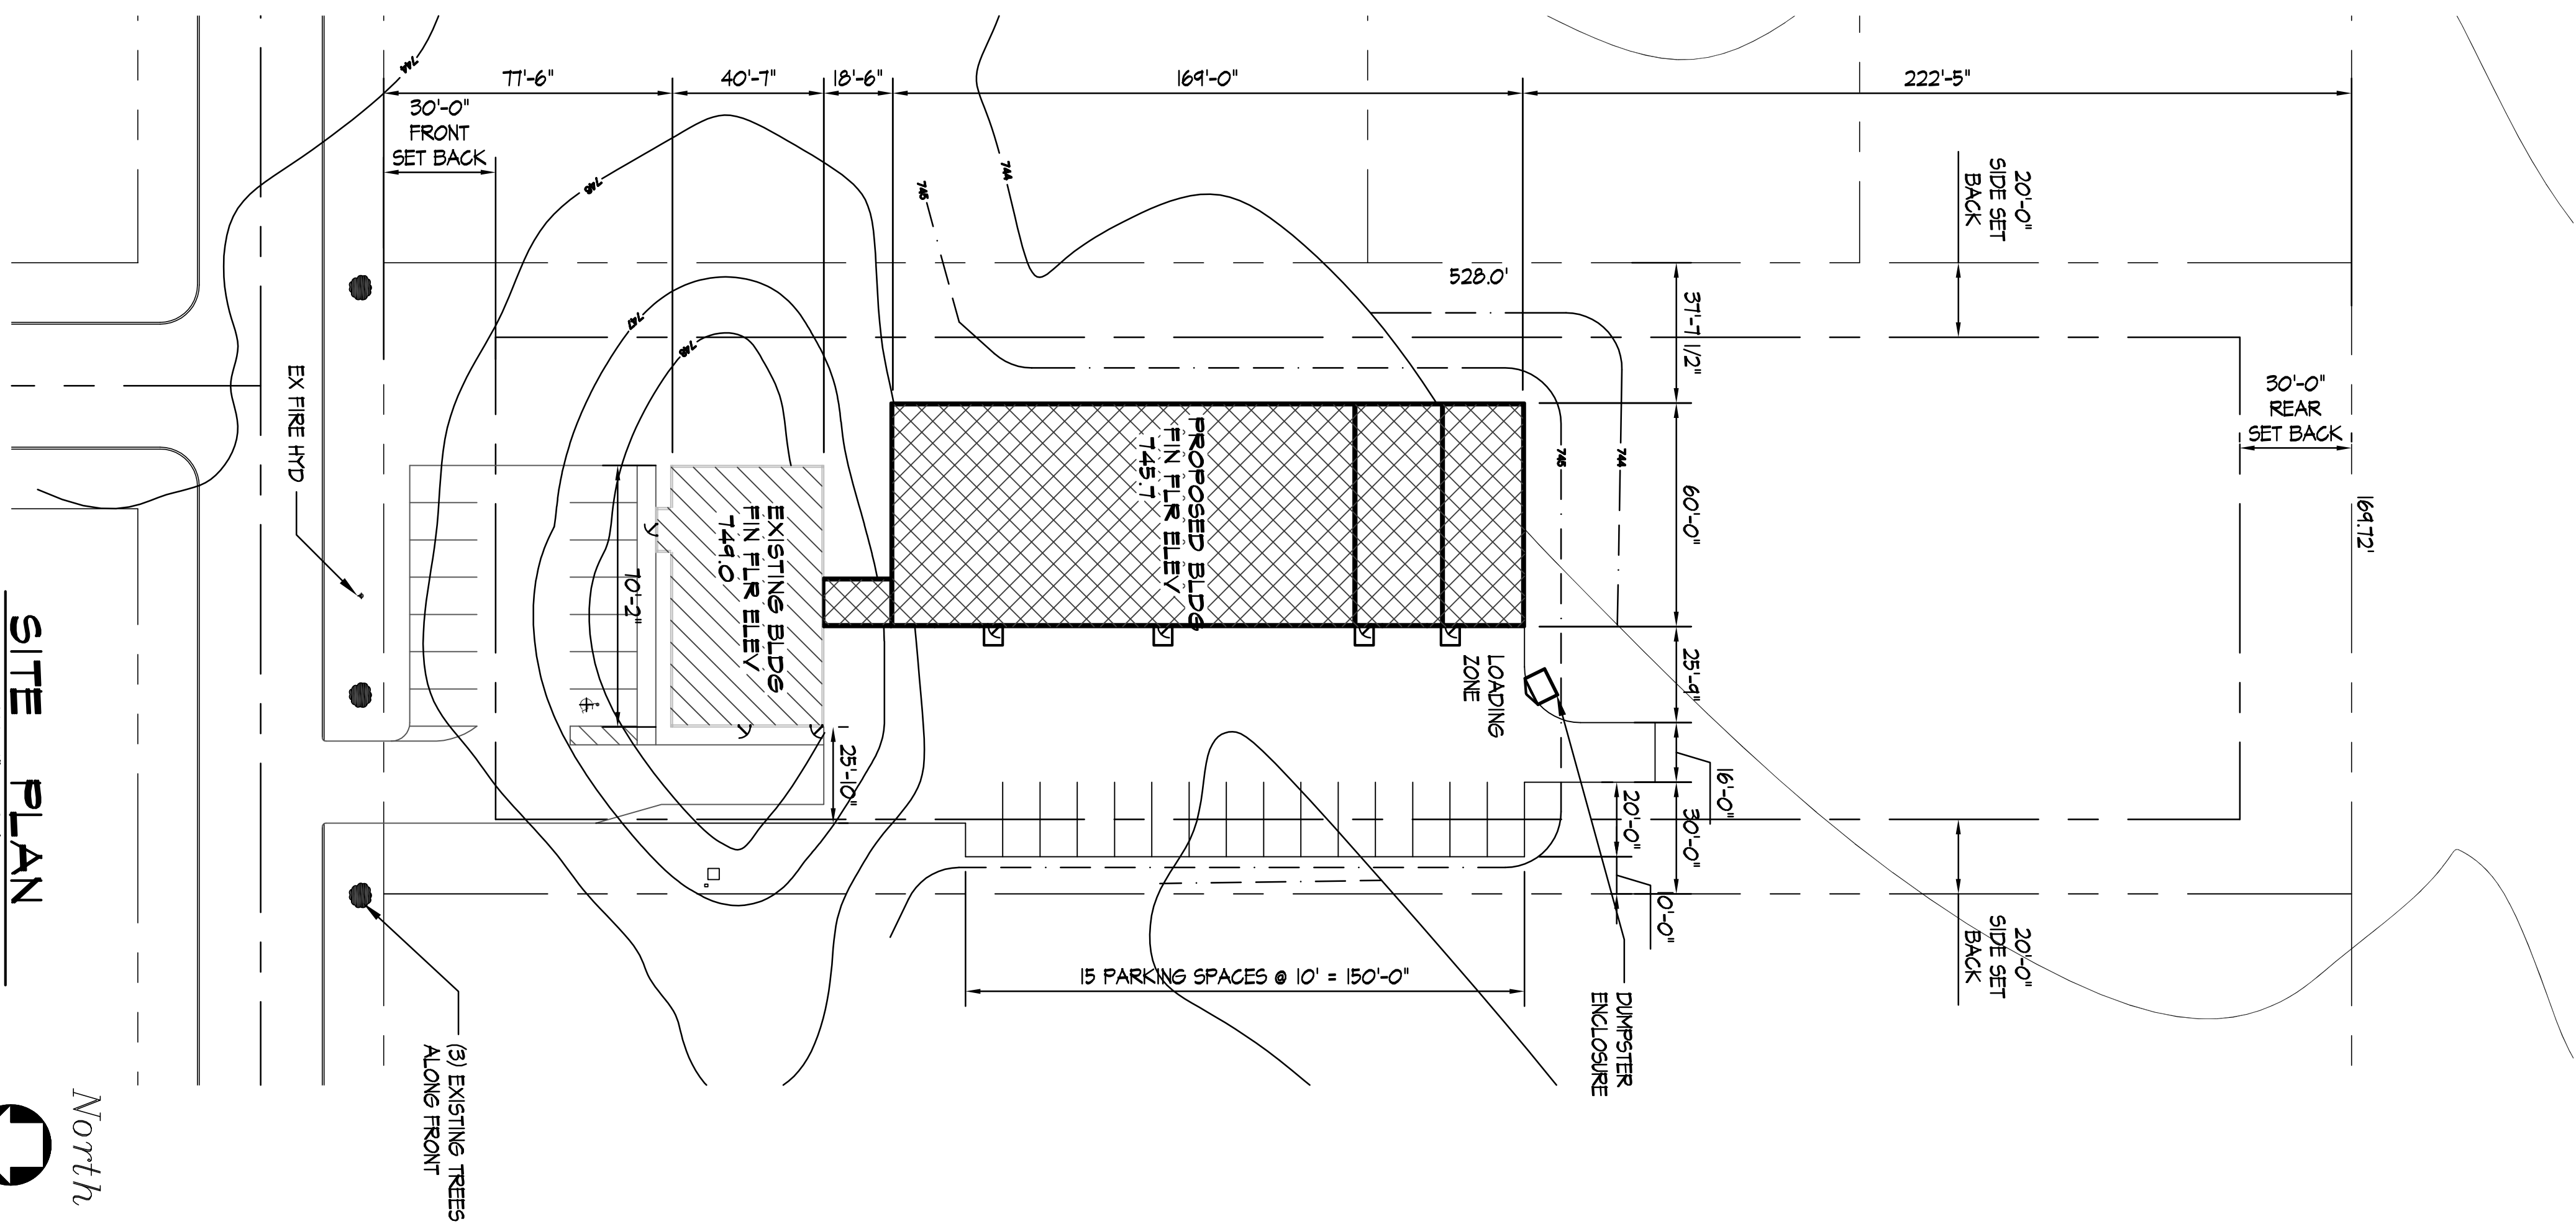 77'-6"
40'-7"
18'-6"
169'-0"
222'-5"
30'-0"
FRONT
SET BACK
744
746
745
744
747
748
20'-0"
SIDE SET
BACK
528.0'
37'-7 1/2"
30'-0"
REAR
SET BACK
169.72'
EX FIRE HYD
PROPOSED BLDG
FIN FLR ELEV
745.7
745
744
60'-0"
EXISTING BLDG
FIN FLR ELEV
749.0
70'-2"
LOADING
ZONE
25'-9"
25'-10"
16'-0"
20'-0"
30'-0"
10'-0"
20'-0"
SIDE SET
BACK
15 PARKING SPACES @ 10' = 150'-0"
DUMPSTER
ENCLOSURE
(3) EXISTING TREES
ALONG FRONT
SITE PLAN
North